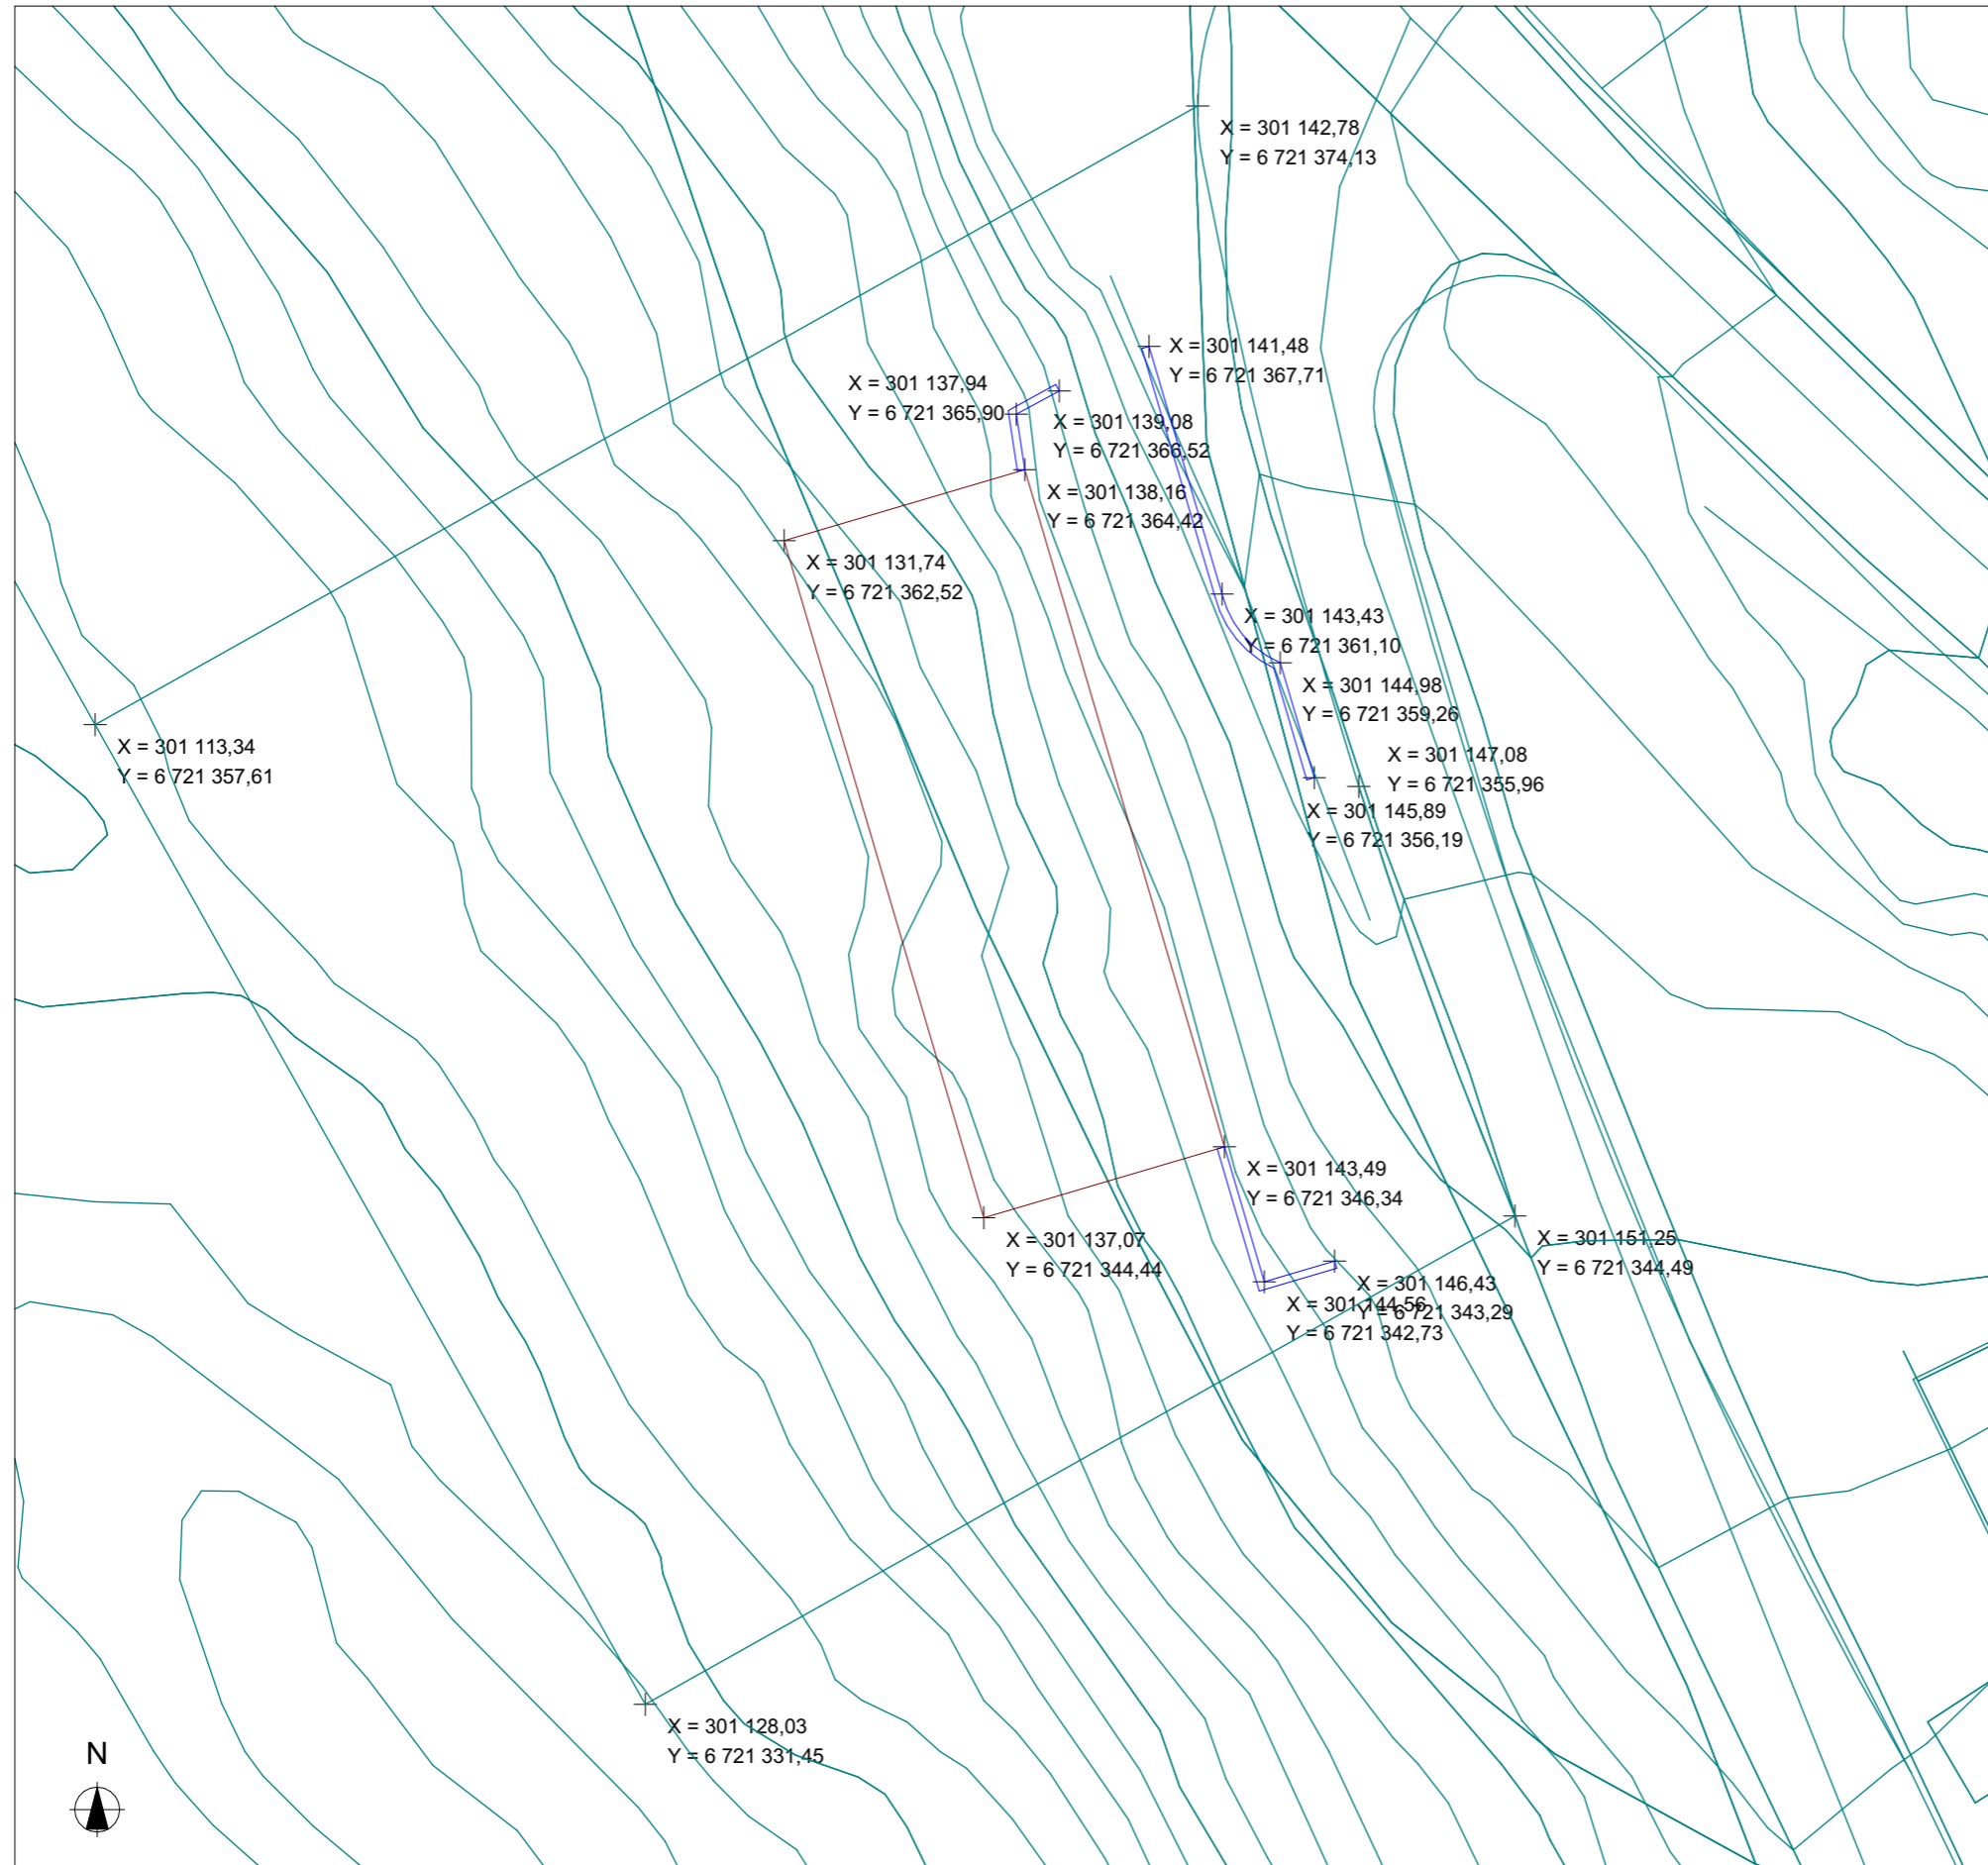 X = 301 142,78
Y = 6 721 374,13
X = 301 141,48
Y = 6 721 367,71
X = 301 137,94
Y = 6 721 365,90
X = 301 139,08
Y = 6 721 366,52
X = 301 138,16
Y = 6 721 364,42
X = 301 131,74
Y = 6 721 362,52
X = 301 143,43
Y = 6 721 361,10
X = 301 144,98
Y = 6 721 359,26
X = 301 113,34
Y = 6 721 357,61
X = 301 147,08
Y = 6 721 355,96
X = 301 145,89
Y = 6 721 356,19
X = 301 143,49
Y = 6 721 346,34
X = 301 137,07
Y = 6 721 344,44
X = 301 151,25
Y = 6 721 344,49
X = 301 146,43
Y = 6 721 343,29
X = 301 144,56
Y = 6 721 342,73
X = 301 128,03
Y = 6 721 331,45
N